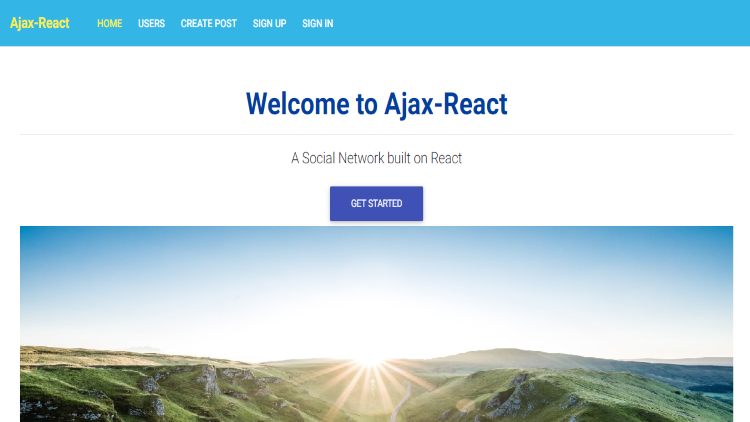 Ajax-React HOME USERS CREATE POST SIGN UP SIGN IN
Welcome to Ajax-React
A Social Network built on React
GET STARTED